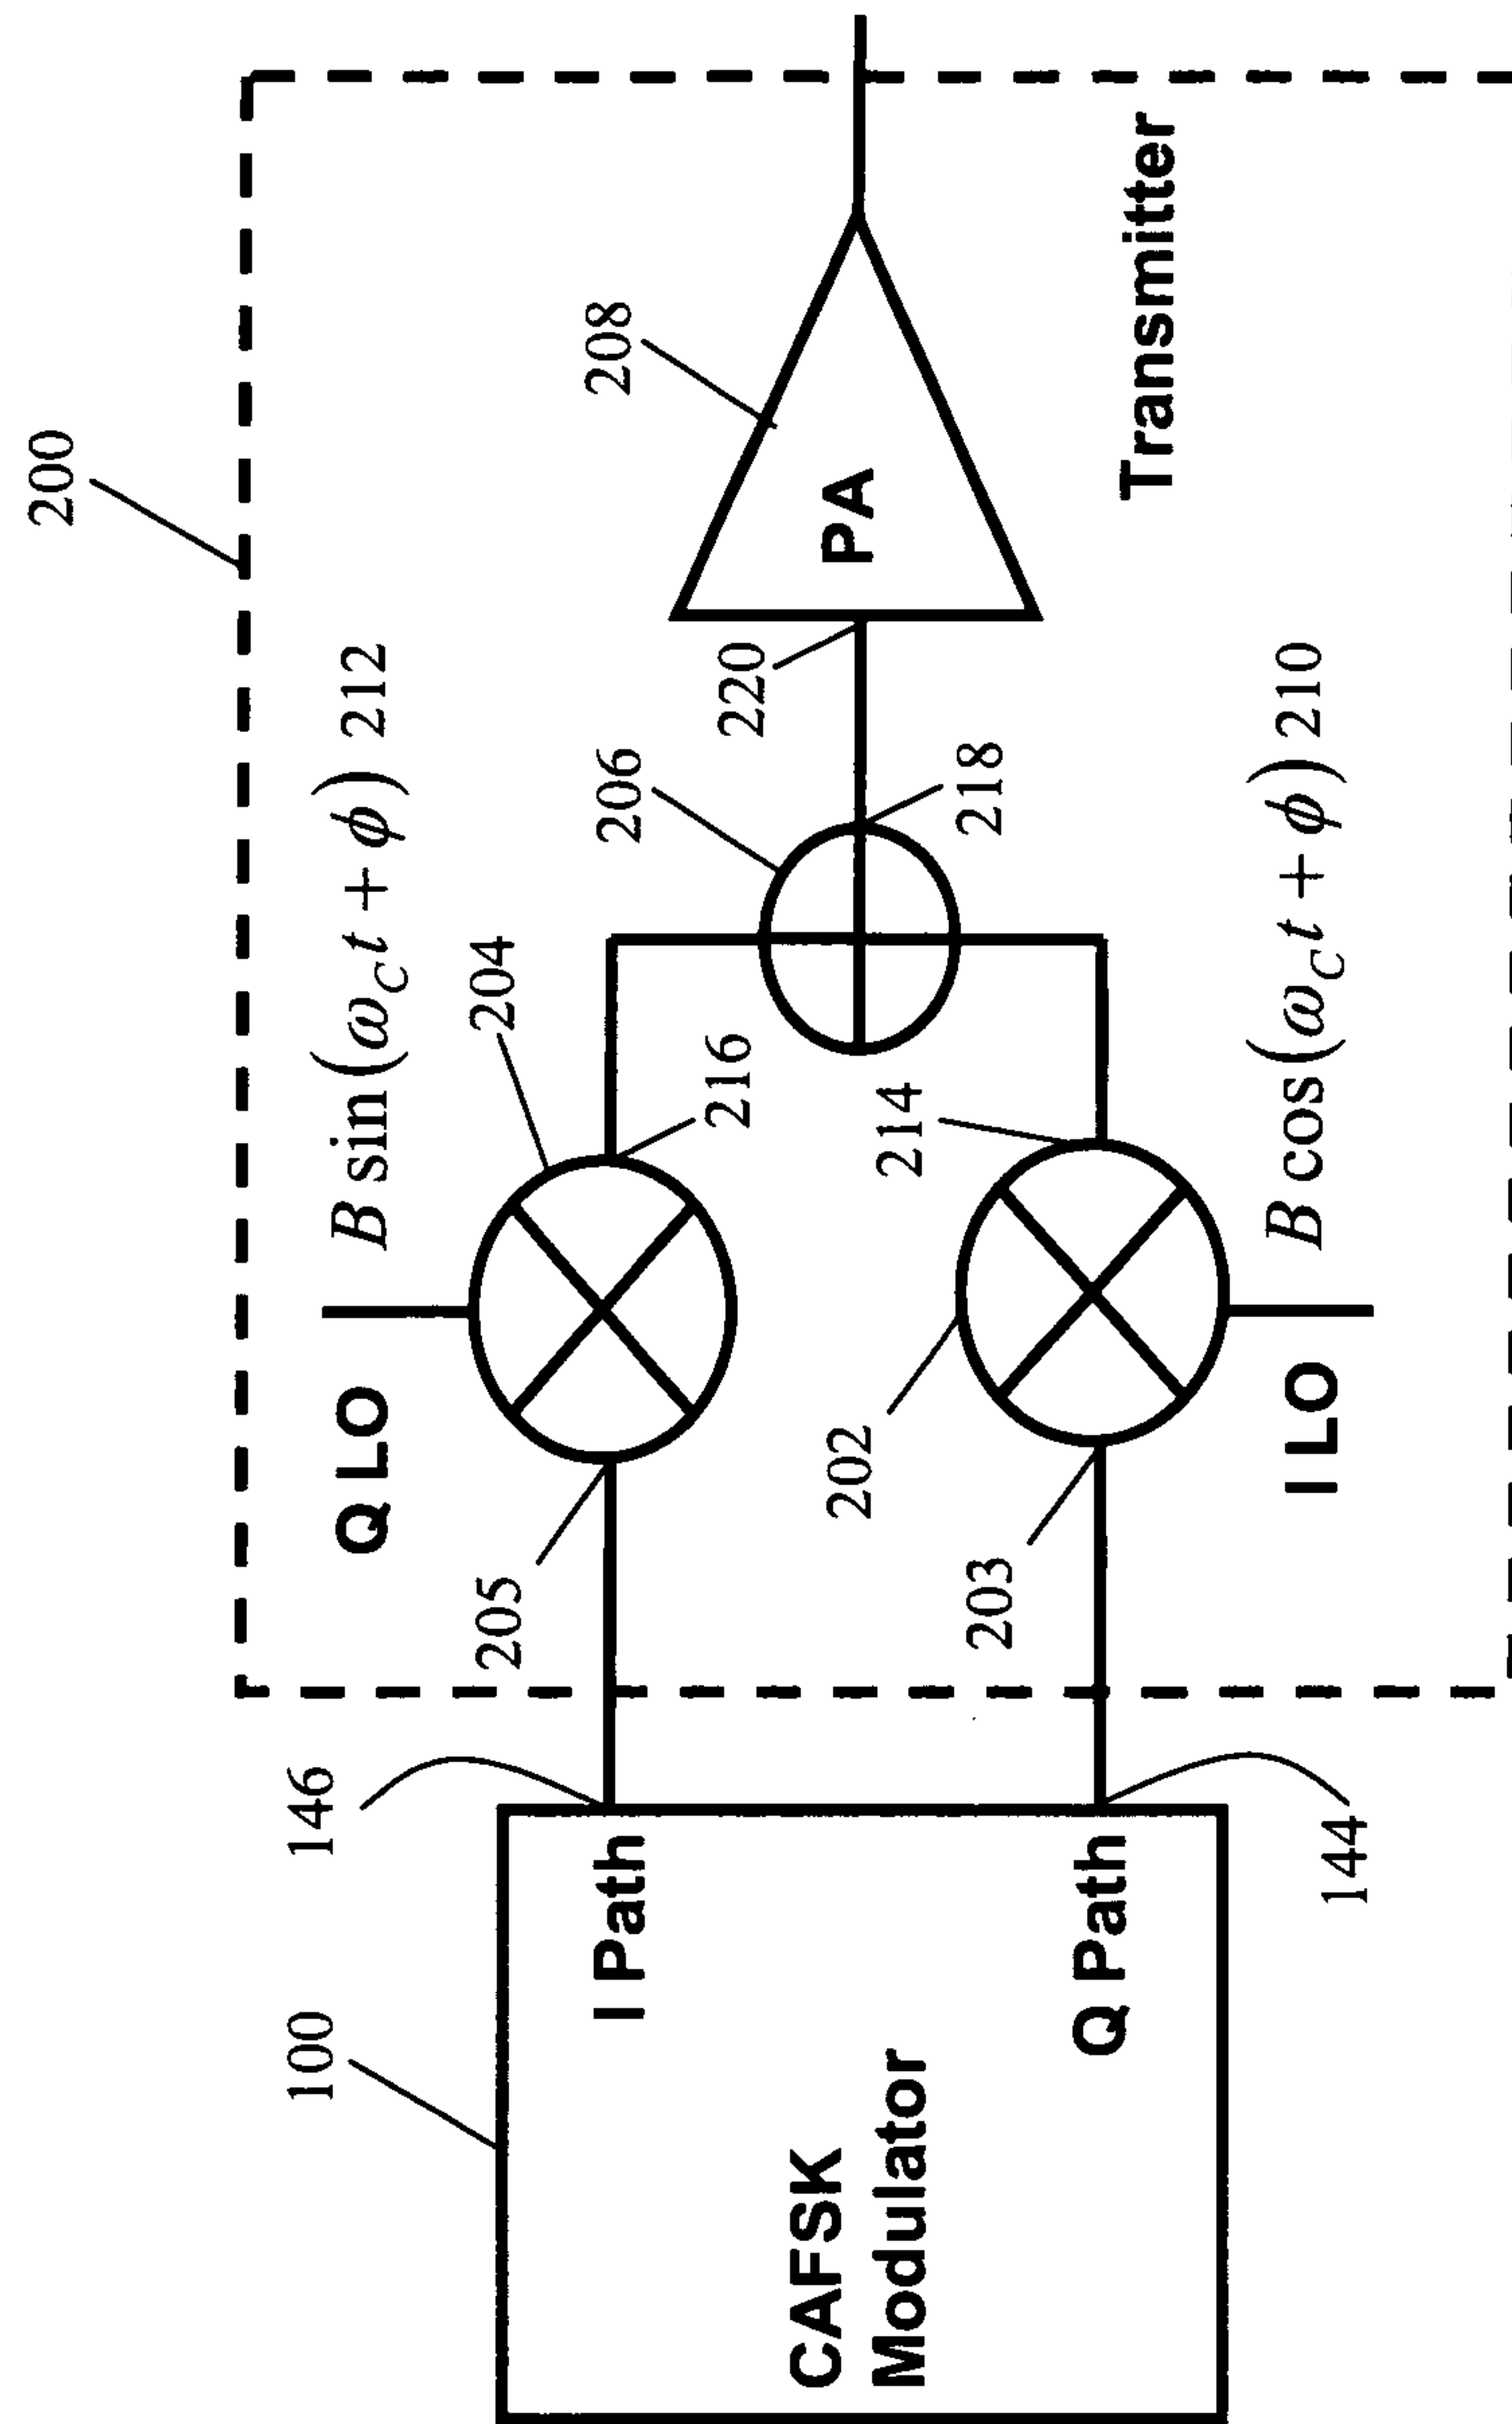 200
Q LO
B sin(ω_c t + ϕ) 212
204
205
216
206
208
146
100
I Path
CAFSK
Modulator
Q Path
144
220
PA
218
214
202
203
I LO
B cos(ω_c t + ϕ) 210
Transmitter